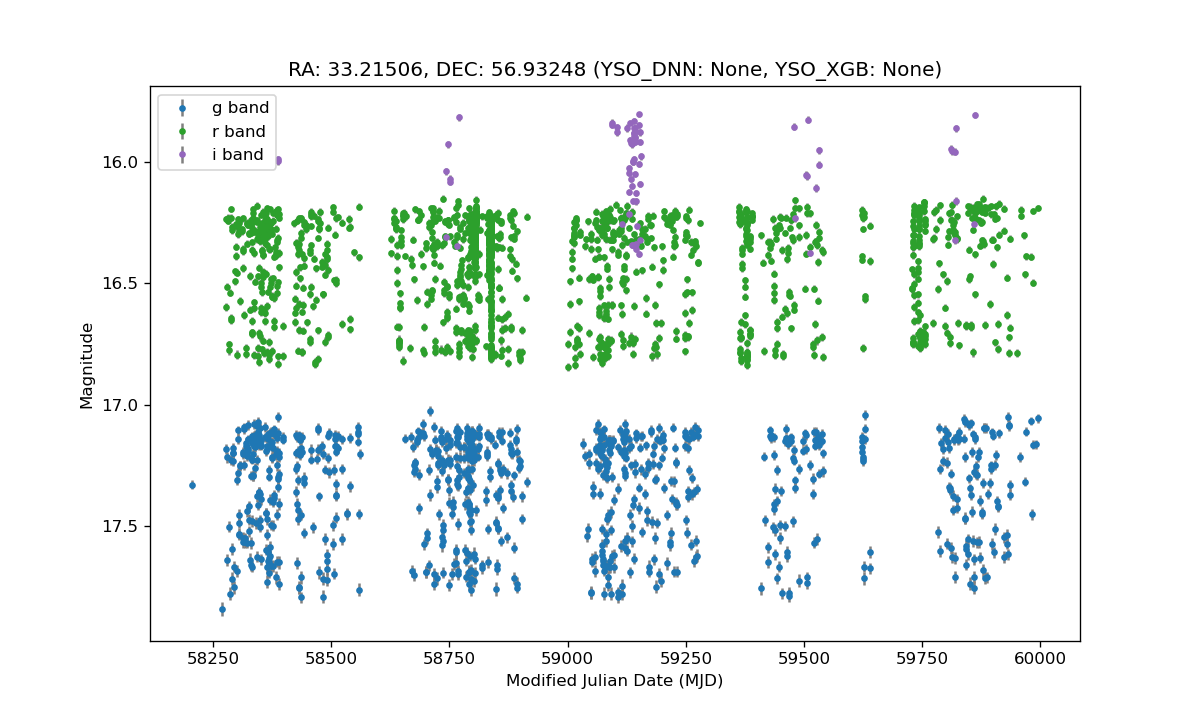 RA: 33.21506, DEC: 56.93248 (YSO_DNN: None, YSO_XGB: None)
g band
r band
i band
16.0
16.5
17.0
17.5
Magnitude
58250 58500 58750 59000 59250 59500 59750 60000
Modified Julian Date (MJD)